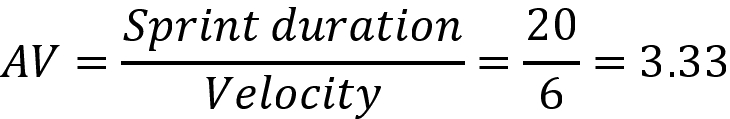 AV = Sprint duration / Velocity = 20 / 6 = 3.33